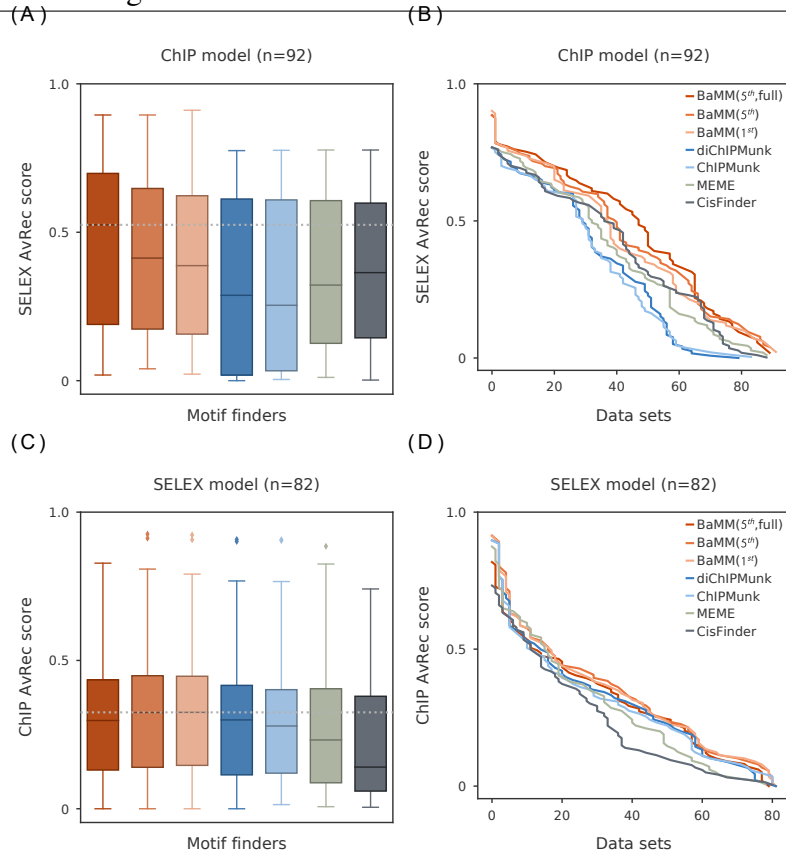 (A)
ChIP model (n=92)
1.0
0.5
0
SELEX AvRec score
Motif finders
(B)
ChIP model (n=92)
1.0
0.5
0
SELEX AvRec score
BaMM(5th,full)
BaMM(5th)
BaMM(1st)
diChIPMunk
ChIPMunk
MEME
CisFinder
0 20 40 60 80
Data sets
(C)
SELEX model (n=82)
1.0
0.5
0
ChIP AvRec score
Motif finders
(D)
SELEX model (n=82)
1.0
0.5
0
ChIP AvRec score
BaMM(5th,full)
BaMM(5th)
BaMM(1st)
diChIPMunk
ChIPMunk
MEME
CisFinder
0 20 40 60 80
Data sets